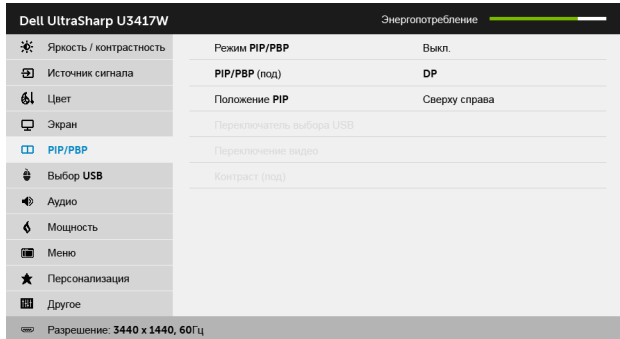 Dell UltraSharp U3417W Энергопотребление
Яркость / контрастность Режим PIP/PBP Выкл.
Источник сигнала PIP/PBP (под) DP
Цвет Положение PIP Сверху справа
Экран Переключатель выбора USB
PIP/PBP Переключение видео
Выбор USB Контраст (под)
Аудио
Мощность
Меню
Персонализация
Другое
Разрешение: 3440 x 1440, 60Гц